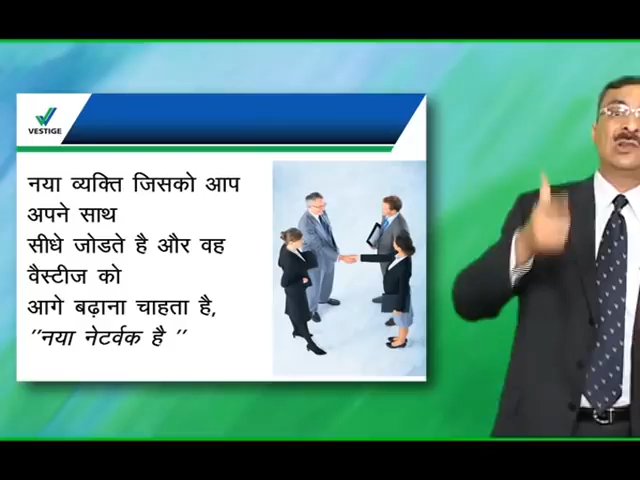 VESTIGE
नया व्यक्ति जिसको आप
अपने साथ
सीधे जोडते है और वह
वैस्टीज को
आगे बढ़ाना चाहता है,
″नया नेटर्वक है ″